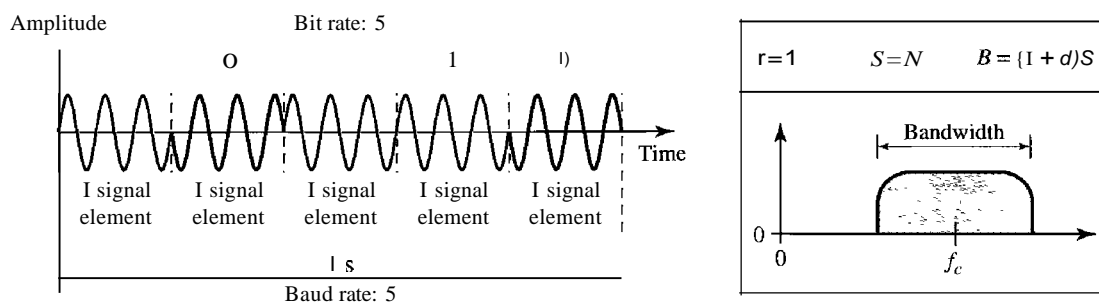 Amplitude
Bit rate: 5
0 1 I)
Time
I signal element
I signal element
I signal element
I signal element
I signal element
I s
Baud rate: 5
r=1 S=N B={I + d)S
Bandwidth
0
0
fc